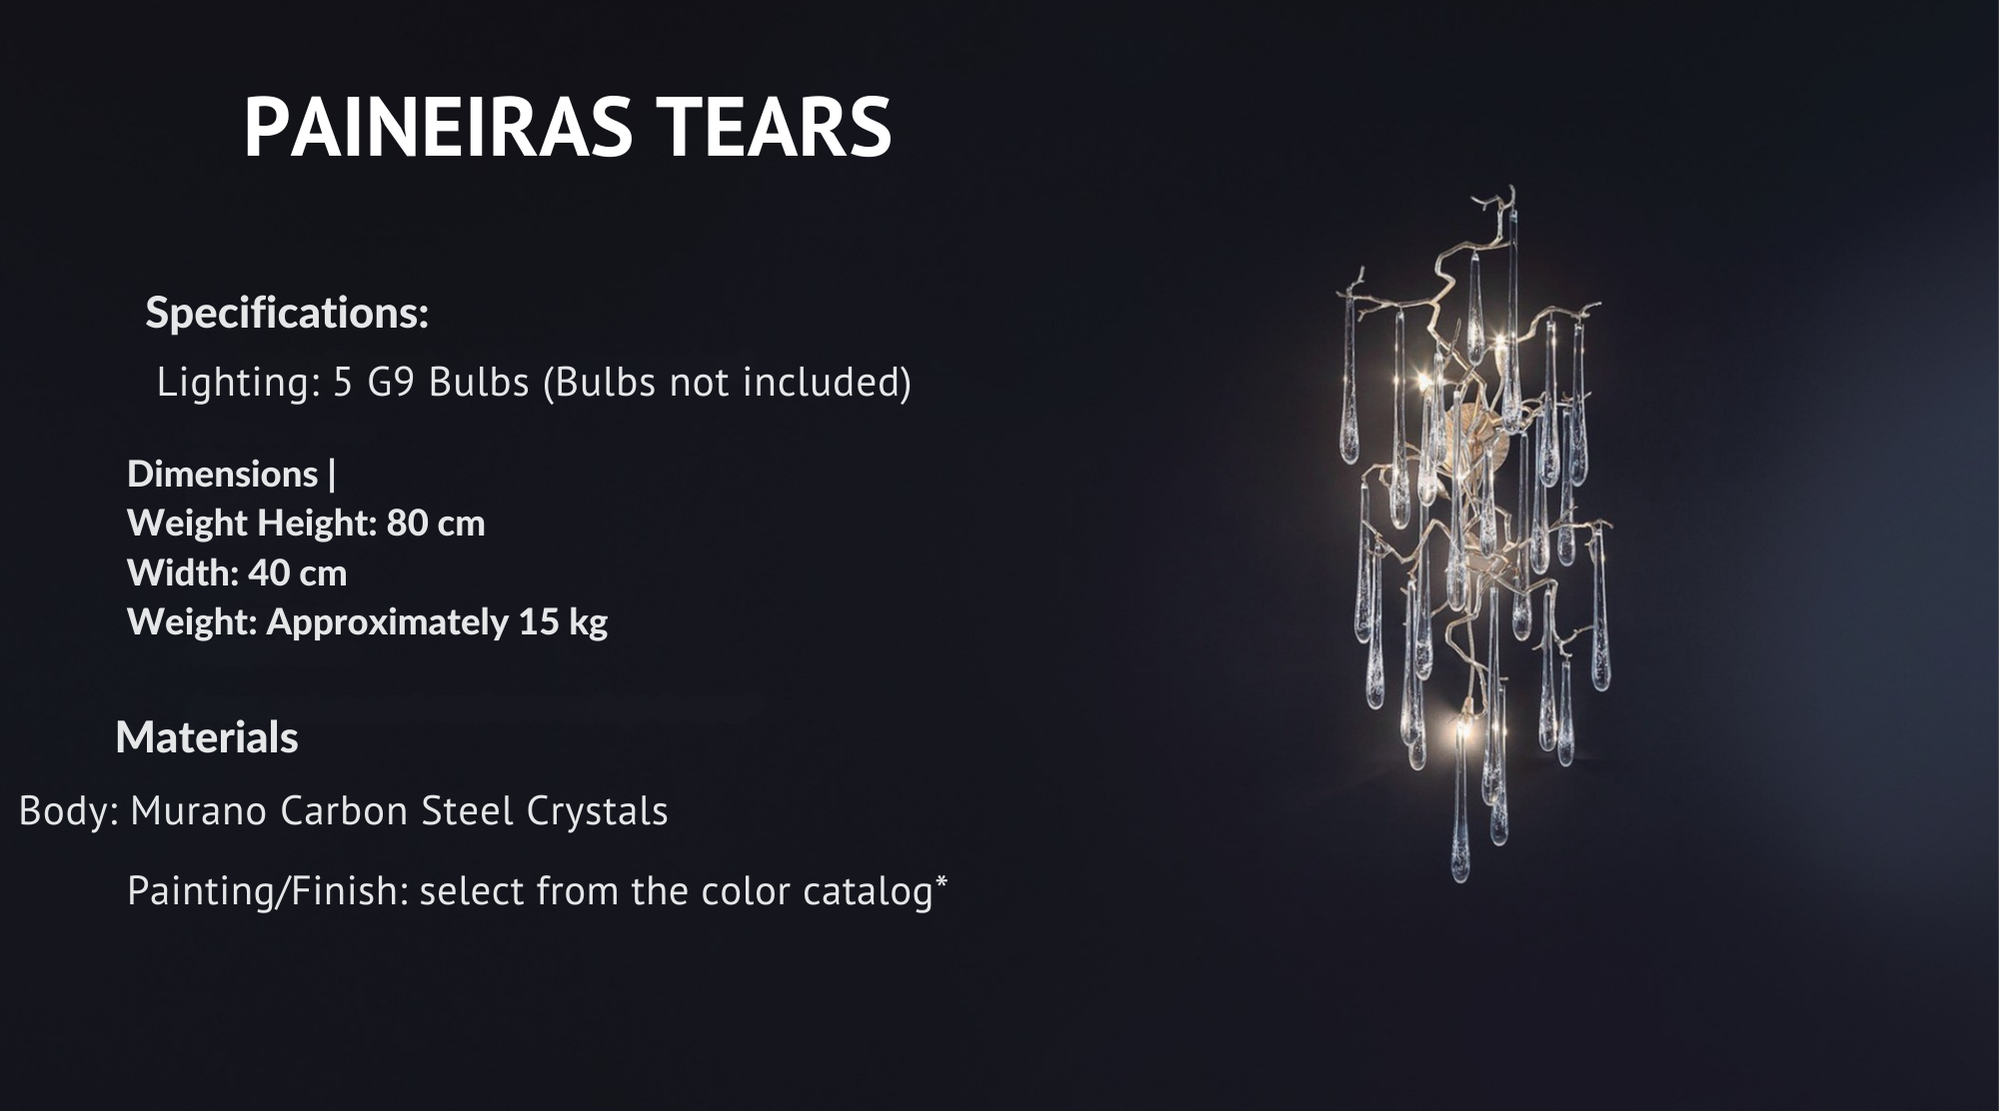 PAINEIRAS TEARS
Specifications:
Lighting: 5 G9 Bulbs (Bulbs not included)
Dimensions |
Weight Height: 80 cm
Width: 40 cm
Weight: Approximately 15 kg
Materials
Body: Murano Carbon Steel Crystals
Painting/Finish: select from the color catalog*